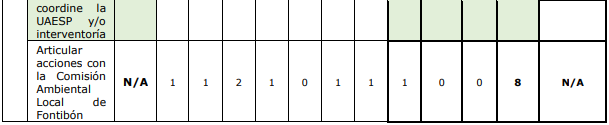 coordine la
UAESP y/o
interventoría
Articular
acciones con
la Comisión
Ambiental
Local de
Fontibón
N/A 1 1 2 1 0 1 1 1 0 0 8 N/A